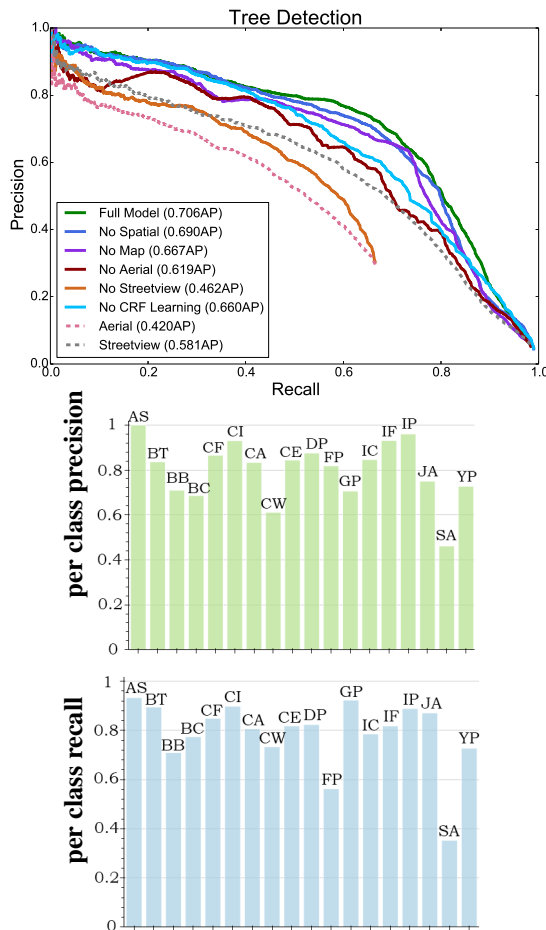 Tree Detection
1.0
0.8
0.6
0.4
0.2
0.0
Precision
Full Model (0.706AP)
No Spatial (0.690AP)
No Map (0.667AP)
No Aerial (0.619AP)
No Streetview (0.462AP)
No CRF Learning (0.660AP)
Aerial (0.420AP)
Streetview (0.581AP)
0.2 0.4 0.6 0.8 1.0
Recall
per class precision
1
0.8
0.6
0.4
0.2
0
AS BT BB BC CF CI CA CW CE DP FP GP IC IF IP JA SA YP
per class recall
1
0.8
0.6
0.4
0.2
0
AS BT BB BC CF CI CA CW CE DP FP GP IC IF IP JA SA YP